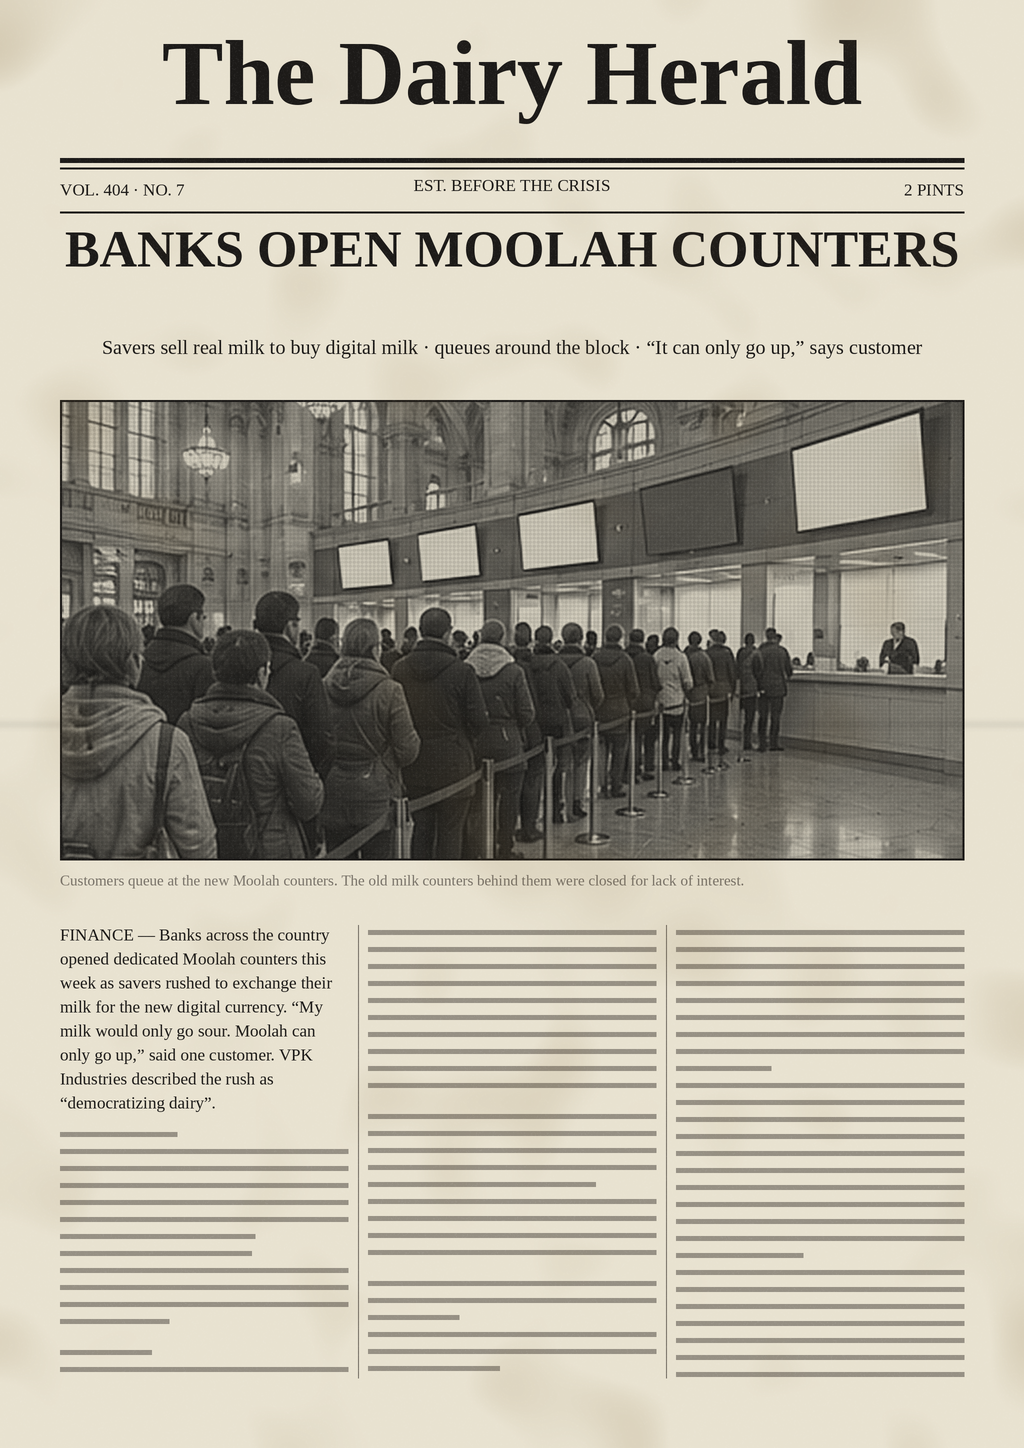 The Dairy Herald
VOL. 404 · NO. 7
EST. BEFORE THE CRISIS
2 PINTS
BANKS OPEN MOOLAH COUNTERS
Savers sell real milk to buy digital milk · queues around the block · “It can only go up,” says customer
Customers queue at the new Moolah counters. The old milk counters behind them were closed for lack of interest.
FINANCE — Banks across the country
opened dedicated Moolah counters this
week as savers rushed to exchange their
milk for the new digital currency. “My
milk would only go sour. Moolah can
only go up,” said one customer. VPK
Industries described the rush as
“democratizing dairy”.